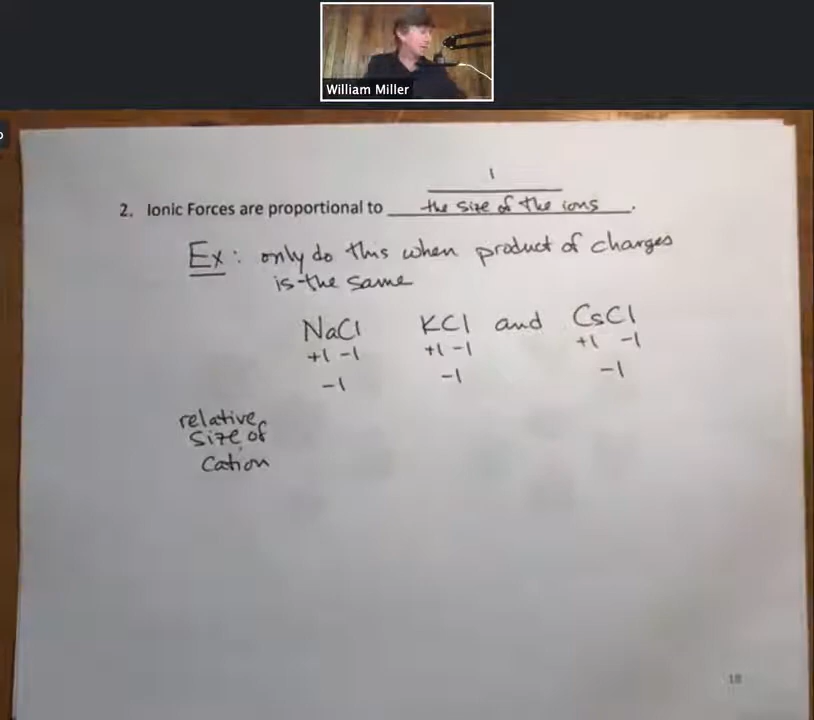 William Miller
1
2. Ionic Forces are proportional to the size of the ions.
Ex: only do this when product of charges
is the same
NaCl KCl and CsCl
+1 -1 +1 -1 +1 -1
-1 -1 -1
relative
size of
cation
18